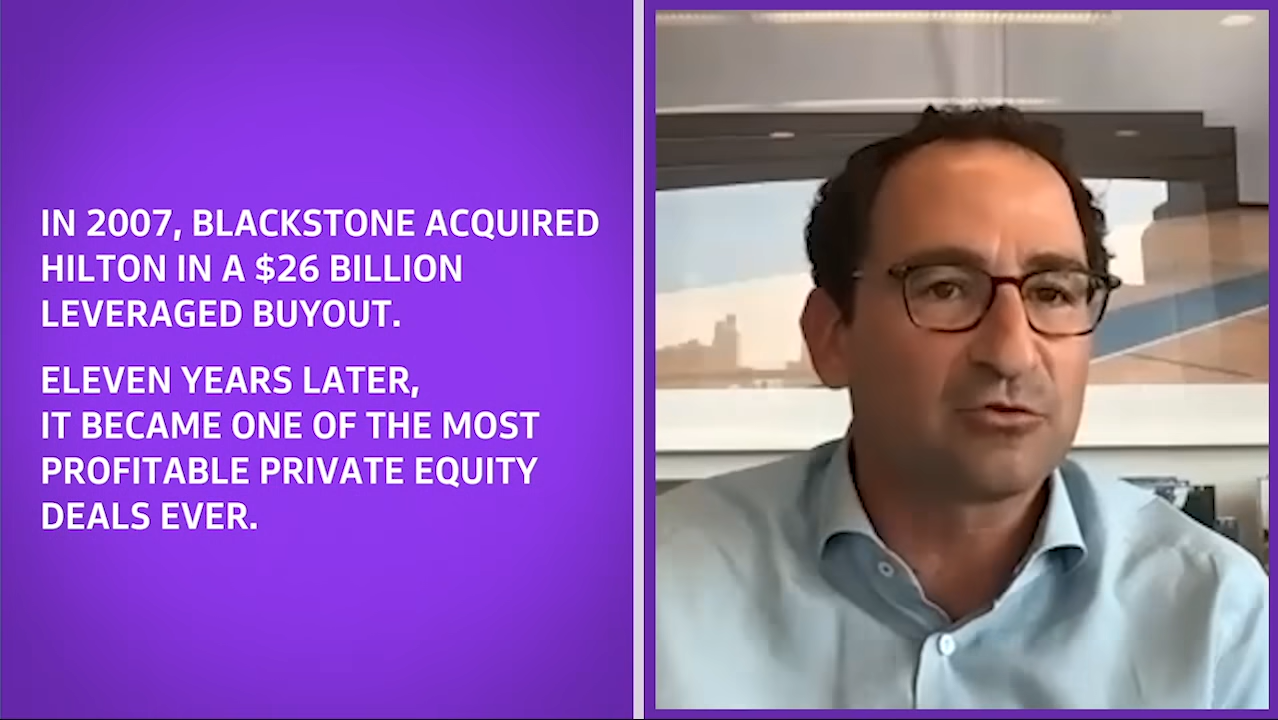 IN 2007, BLACKSTONE ACQUIRED
HILTON IN A $26 BILLION
LEVERAGED BUYOUT.
ELEVEN YEARS LATER,
IT BECAME ONE OF THE MOST
PROFITABLE PRIVATE EQUITY
DEALS EVER.